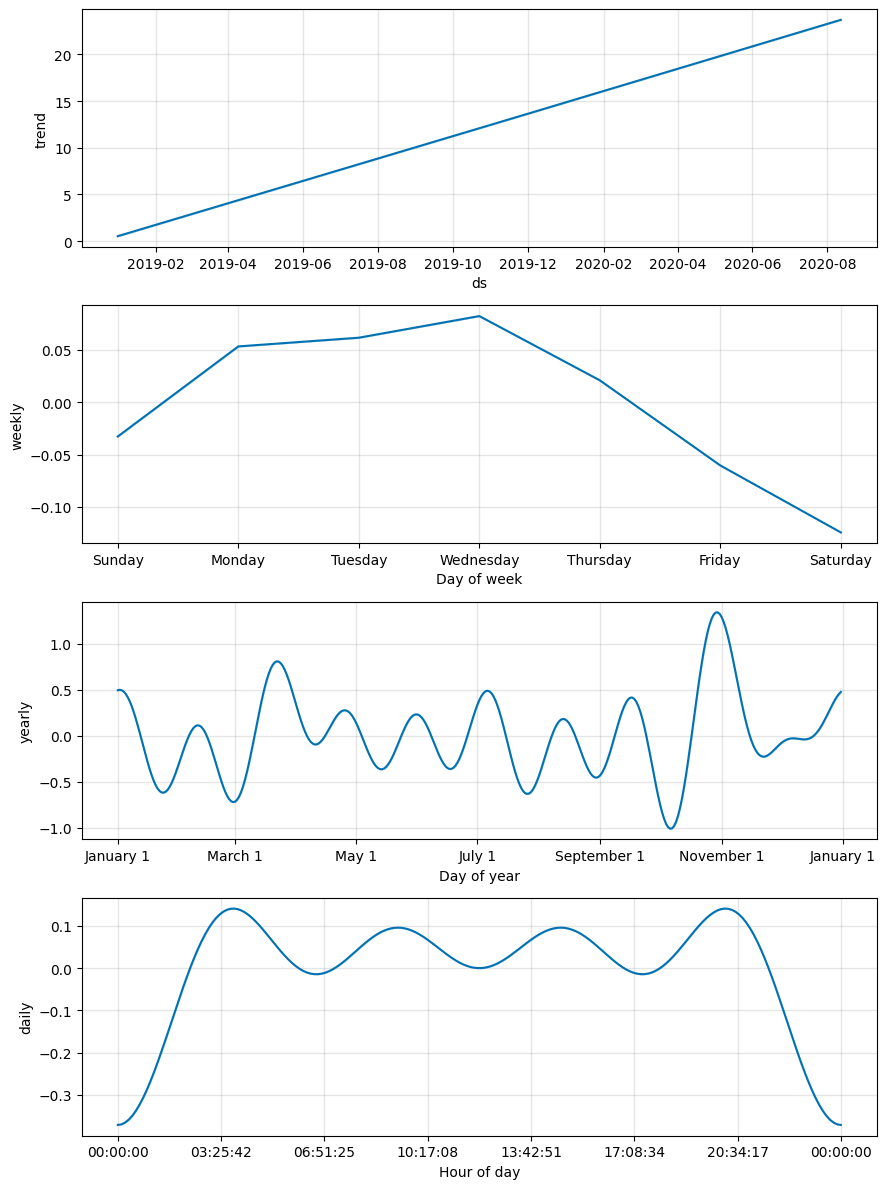 20
15
10
5
0
trend
2019-02 2019-04 2019-06 2019-08 2019-10 2019-12 2020-02 2020-04 2020-06 2020-08
ds
0.05
0.00
−0.05
−0.10
weekly
Sunday Monday Tuesday Wednesday Thursday Friday Saturday
Day of week
1.0
0.5
0.0
−0.5
−1.0
yearly
January 1 March 1 May 1 July 1 September 1 November 1 January 1
Day of year
0.1
0.0
−0.1
−0.2
−0.3
daily
00:00:00 03:25:42 06:51:25 10:17:08 13:42:51 17:08:34 20:34:17 00:00:00
Hour of day